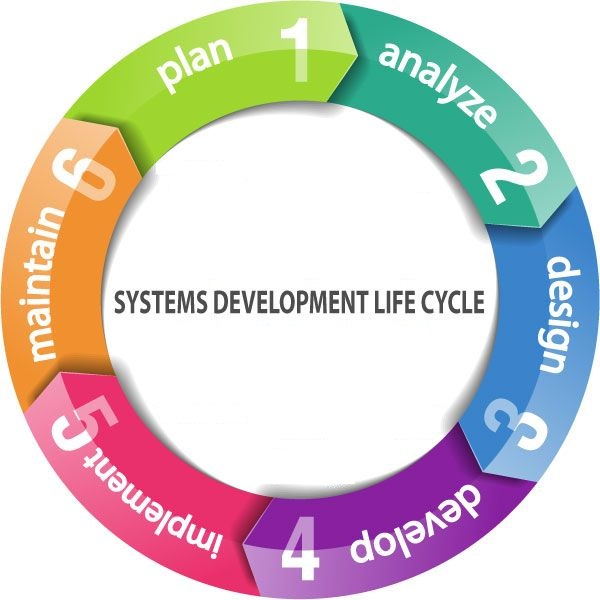 plan 1
analyze 2
design 3
develop 4
implement 5
maintain 6
SYSTEMS DEVELOPMENT LIFE CYCLE